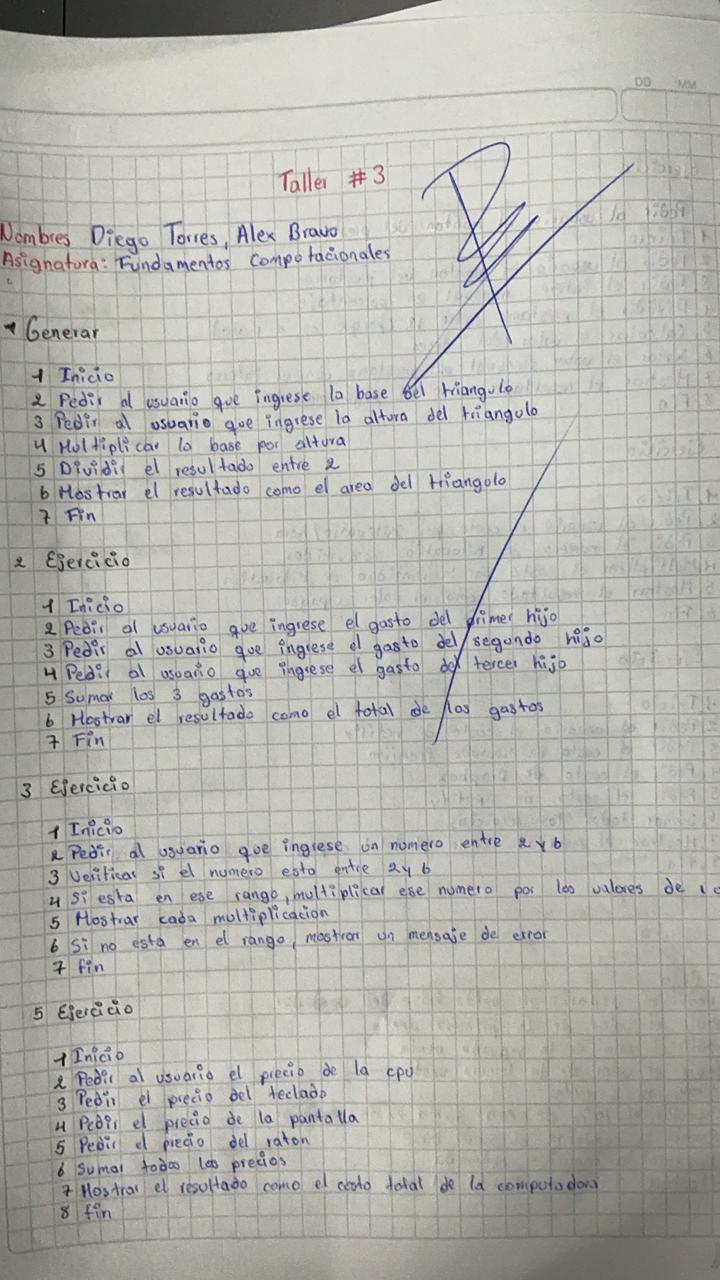 DD MM
Taller #3
Nombres Diego Torres, Alex Bravo
Asignatura: Fundamentos Computacionales
1 Generar
1 Inicio
2 Pedir al usuario que ingrese la base del triangulo
3 Pedir al usuario que ingrese la altura del triangulo
4 Multiplicar la base por altura
5 Dividir el resultado entre 2
6 Mostrar el resultado como el area del triangulo
7 Fin
2 Ejercicio
1 Inicio
2 Pedir al usuario que ingrese el gasto del primer hijo
3 Pedir al usuario que ingrese el gasto del segundo hijo
4 Pedir al usuario que ingrese el gasto del tercer hijo
5 Sumar los 3 gastos
6 Mostrar el resultado como el total de los gastos
7 Fin
3 Ejercicio
1 Inicio
2 Pedir al usuario que ingrese un numero entre 2 y 6
3 Verificar si el numero esta entre 2 y 6
4 Si esta en ese rango, multiplicar ese numero por los valores de
5 Mostrar cada multiplicacion
6 Si no esta en el rango, mostrar un mensaje de error
7 fin
5 Ejercicio
1 Inicio
2 Pedir al usuario el precio de la cpu
3 Pedir el precio del teclado
4 Pedir el precio de la pantalla
5 Pedir el precio del raton
6 Sumar todos los precios
7 Mostrar el resultado como el costo total de la computadora
8 fin